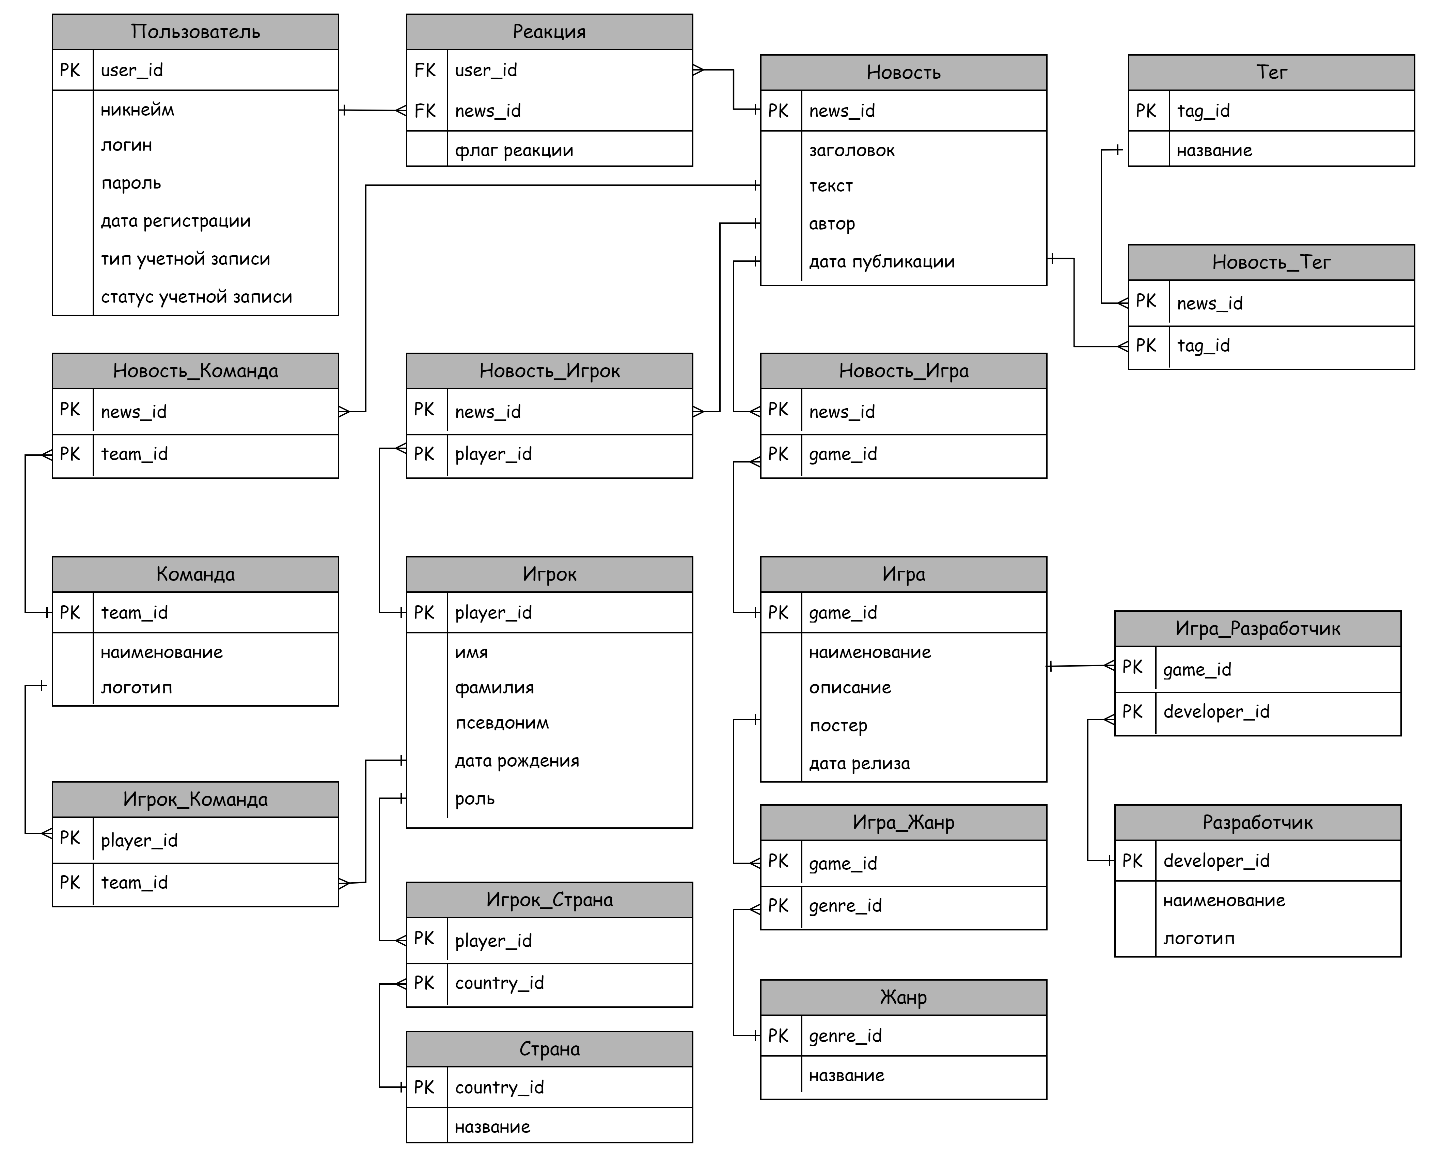 Пользователь
PK user_id
никнейм
логин
пароль
дата регистрации
тип учетной записи
статус учетной записи
Реакция
FK user_id
FK news_id
флаг реакции
Новость
PK news_id
заголовок
текст
автор
дата публикации
Тег
PK tag_id
название
Новость_Тег
PK news_id
PK tag_id
Новость_Команда
PK news_id
PK team_id
Новость_Игрок
PK news_id
PK player_id
Новость_Игра
PK news_id
PK game_id
Команда
PK team_id
наименование
логотип
Игрок
PK player_id
имя
фамилия
псевдоним
дата рождения
роль
Игра
PK game_id
наименование
описание
постер
дата релиза
Игра_Разработчик
PK game_id
PK developer_id
Игрок_Команда
PK player_id
PK team_id
Игра_Жанр
PK game_id
PK genre_id
Разработчик
PK developer_id
наименование
логотип
Игрок_Страна
PK player_id
PK country_id
Жанр
PK genre_id
название
Страна
PK country_id
название